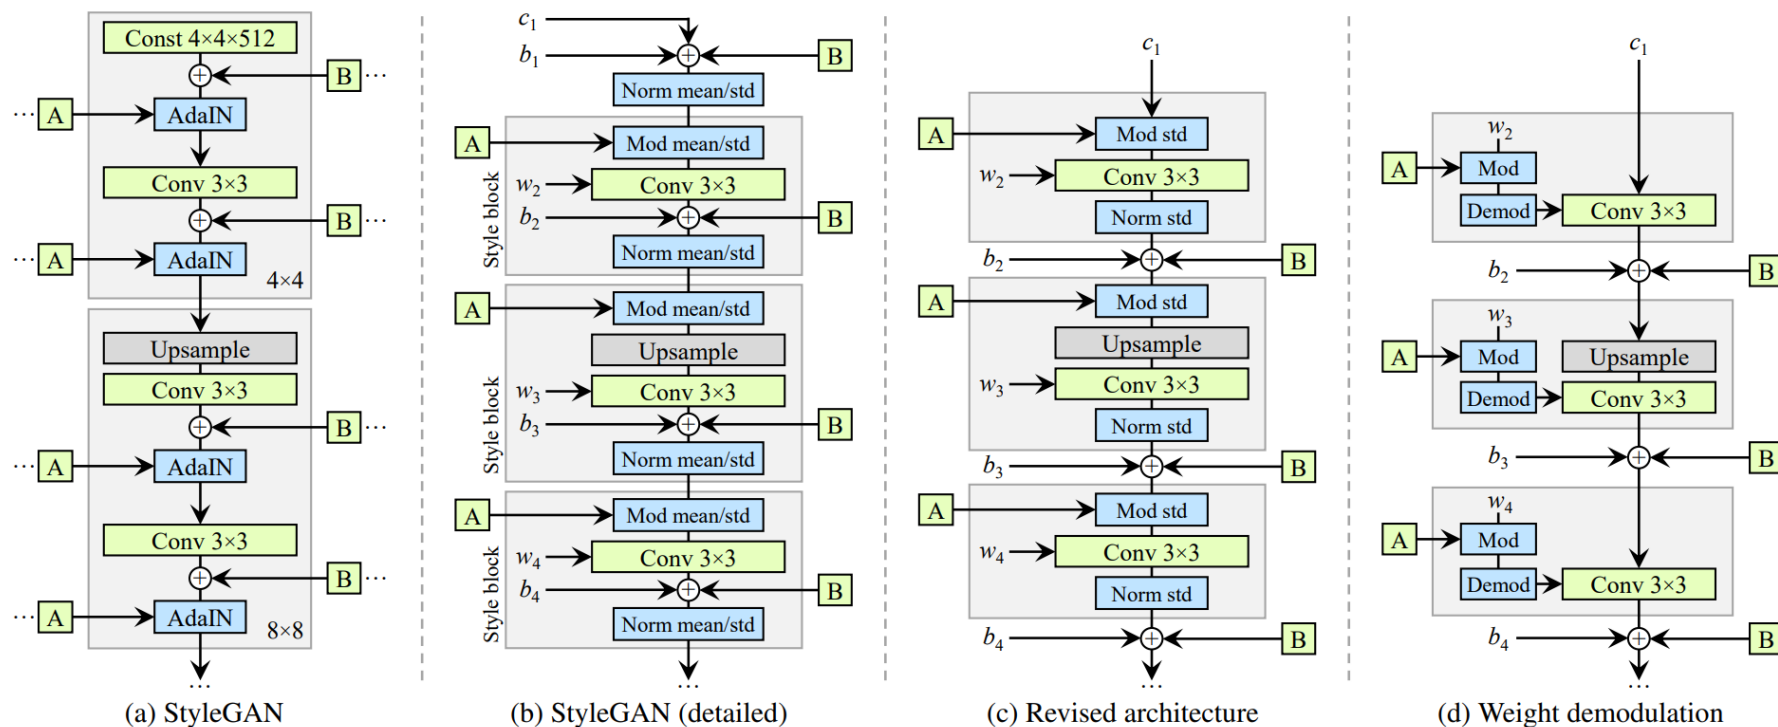 Const 4×4×512
B ...
... A
AdaIN
Conv 3×3
B ...
... A
AdaIN
4×4
Upsample
Conv 3×3
B ...
... A
AdaIN
Conv 3×3
B ...
... A
AdaIN
8×8
...
(a) StyleGAN
c1
b1
B
Norm mean/std
A
Mod mean/std
w2
Conv 3×3
b2
B
Norm mean/std
Style block
A
Mod mean/std
Upsample
w3
Conv 3×3
b3
B
Norm mean/std
Style block
A
Mod mean/std
w4
Conv 3×3
b4
B
Norm mean/std
Style block
...
(b) StyleGAN (detailed)
c1
A
Mod std
w2
Conv 3×3
Norm std
b2
B
A
Mod std
Upsample
w3
Conv 3×3
Norm std
b3
B
A
Mod std
w4
Conv 3×3
Norm std
b4
B
...
(c) Revised architecture
c1
w2
A
Mod
Demod
Conv 3×3
b2
B
w3
A
Mod
Upsample
Demod
Conv 3×3
b3
B
w4
A
Mod
Demod
Conv 3×3
b4
B
...
(d) Weight demodulation